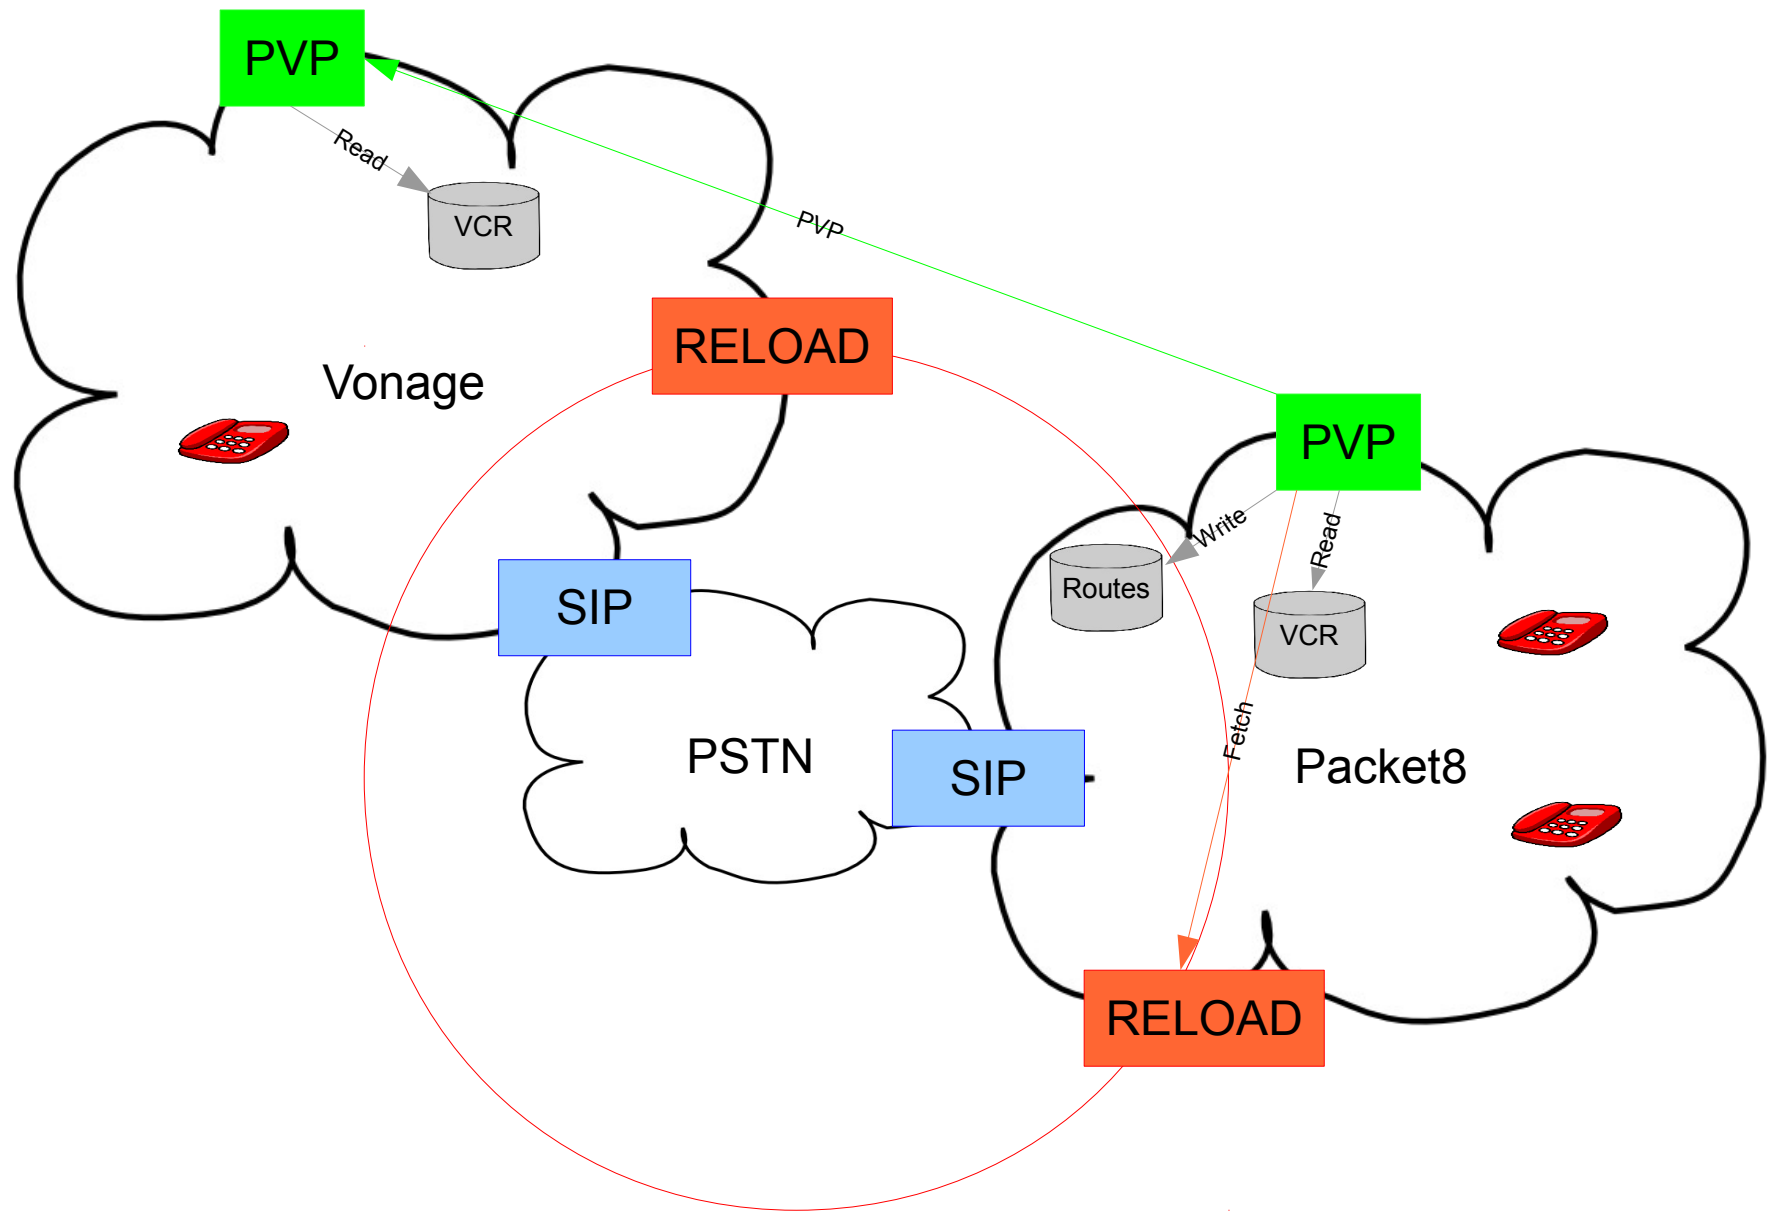 PVP
Read
VCR
PVP
RELOAD
Vonage
PVP
Write
Read
Routes
VCR
SIP
Fetch
PSTN
SIP
Packet8
RELOAD